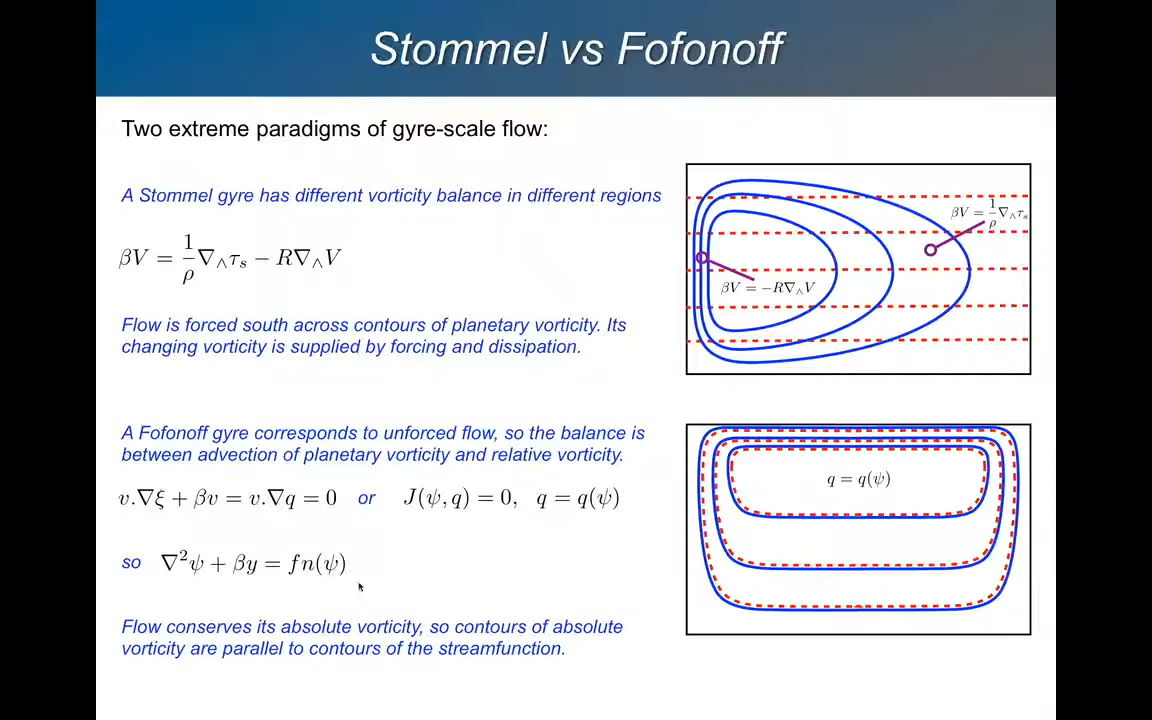 Stommel vs Fofonoff
Two extreme paradigms of gyre-scale flow:
A Stommel gyre has different vorticity balance in different regions
βV = 1/ρ ∇∧τₛ − R∇∧V
Flow is forced south across contours of planetary vorticity. Its
changing vorticity is supplied by forcing and dissipation.
βV = 1/ρ ∇∧τₛ
βV = −R∇∧V
A Fofonoff gyre corresponds to unforced flow, so the balance is
between advection of planetary vorticity and relative vorticity.
v.∇ξ + βv = v.∇q = 0 or J(ψ, q) = 0, q = q(ψ)
so ∇²ψ + βy = fn(ψ)
Flow conserves its absolute vorticity, so contours of absolute
vorticity are parallel to contours of the streamfunction.
q = q(ψ)